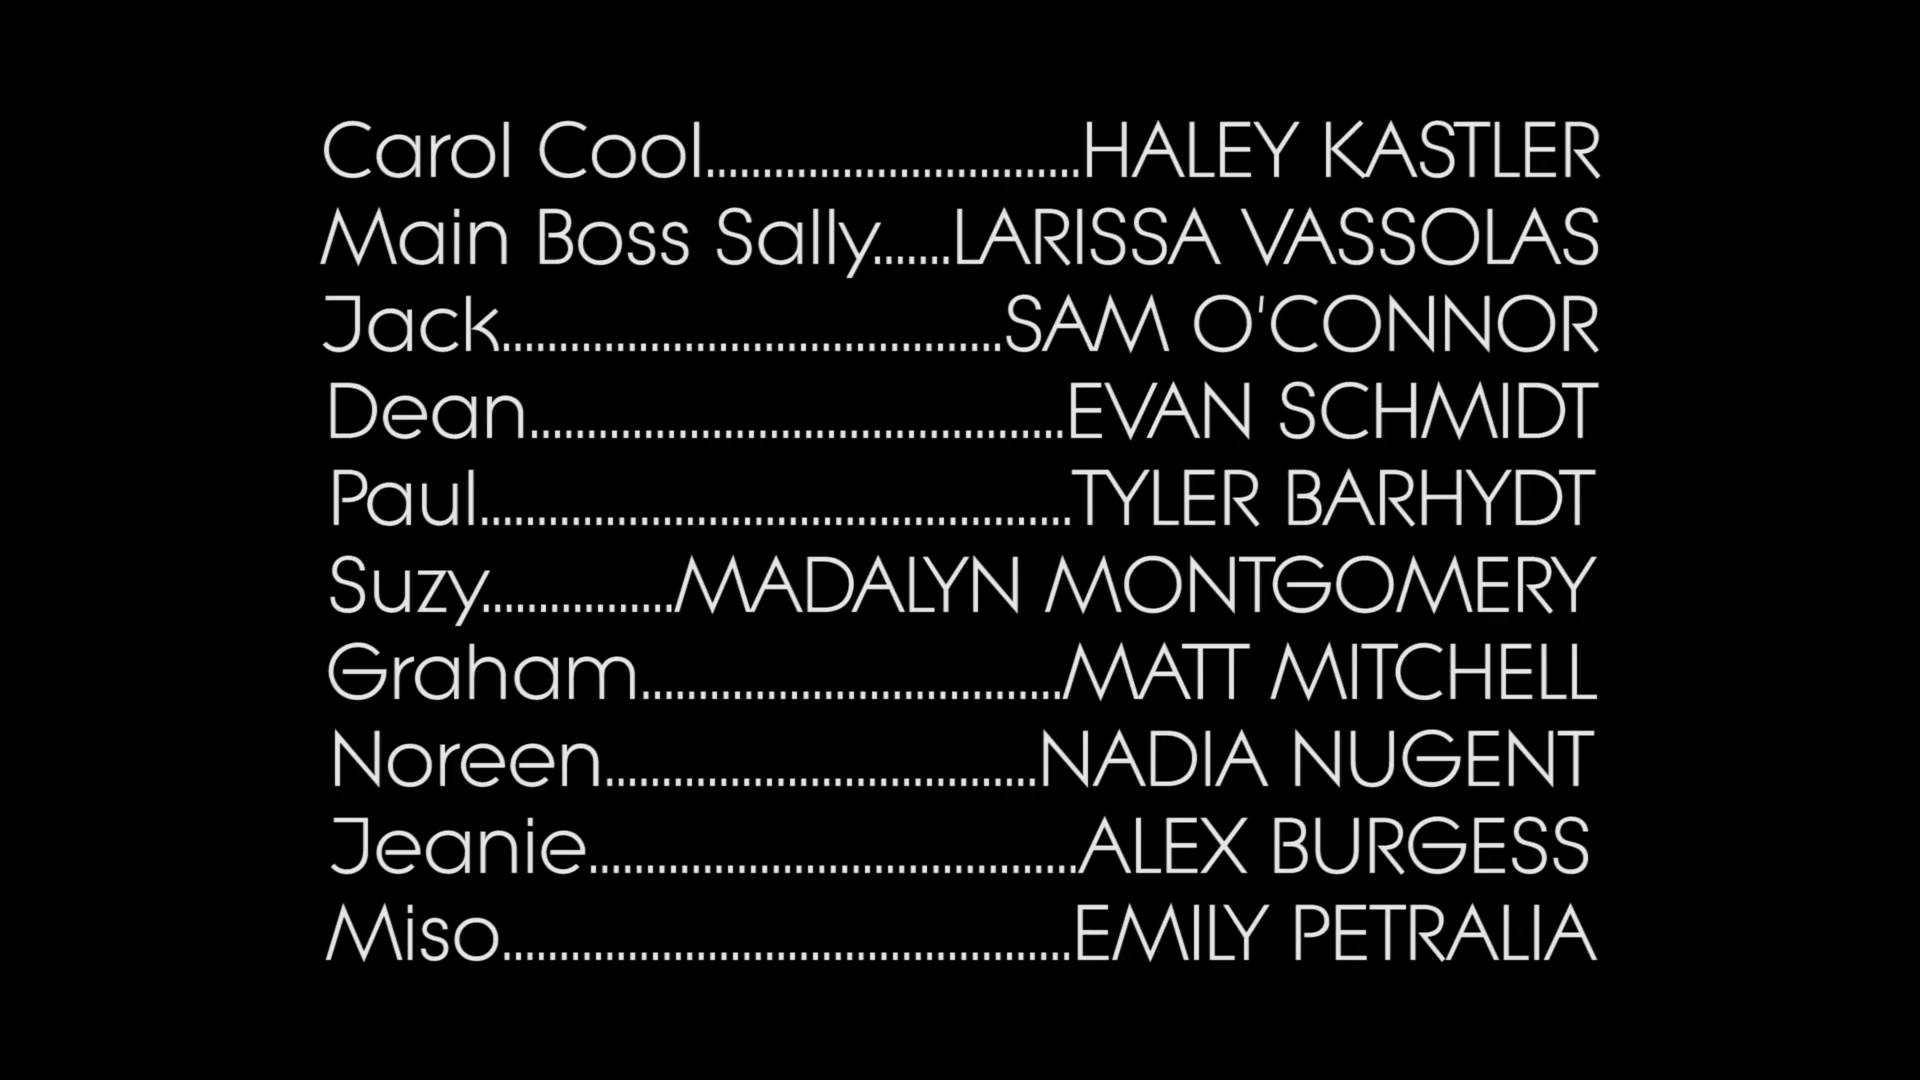 Carol Cool.................................HALEY KASTLER
Main Boss Sally.......LARISSA VASSOLAS
Jack............................................SAM O'CONNOR
Dean...............................................EVAN SCHMIDT
Paul....................................................TYLER BARHYDT
Suzy.................MADALYN MONTGOMERY
Graham.....................................MATT MITCHELL
Noreen......................................NADIA NUGENT
Jeanie...........................................ALEX BURGESS
Miso..................................................EMILY PETRALIA